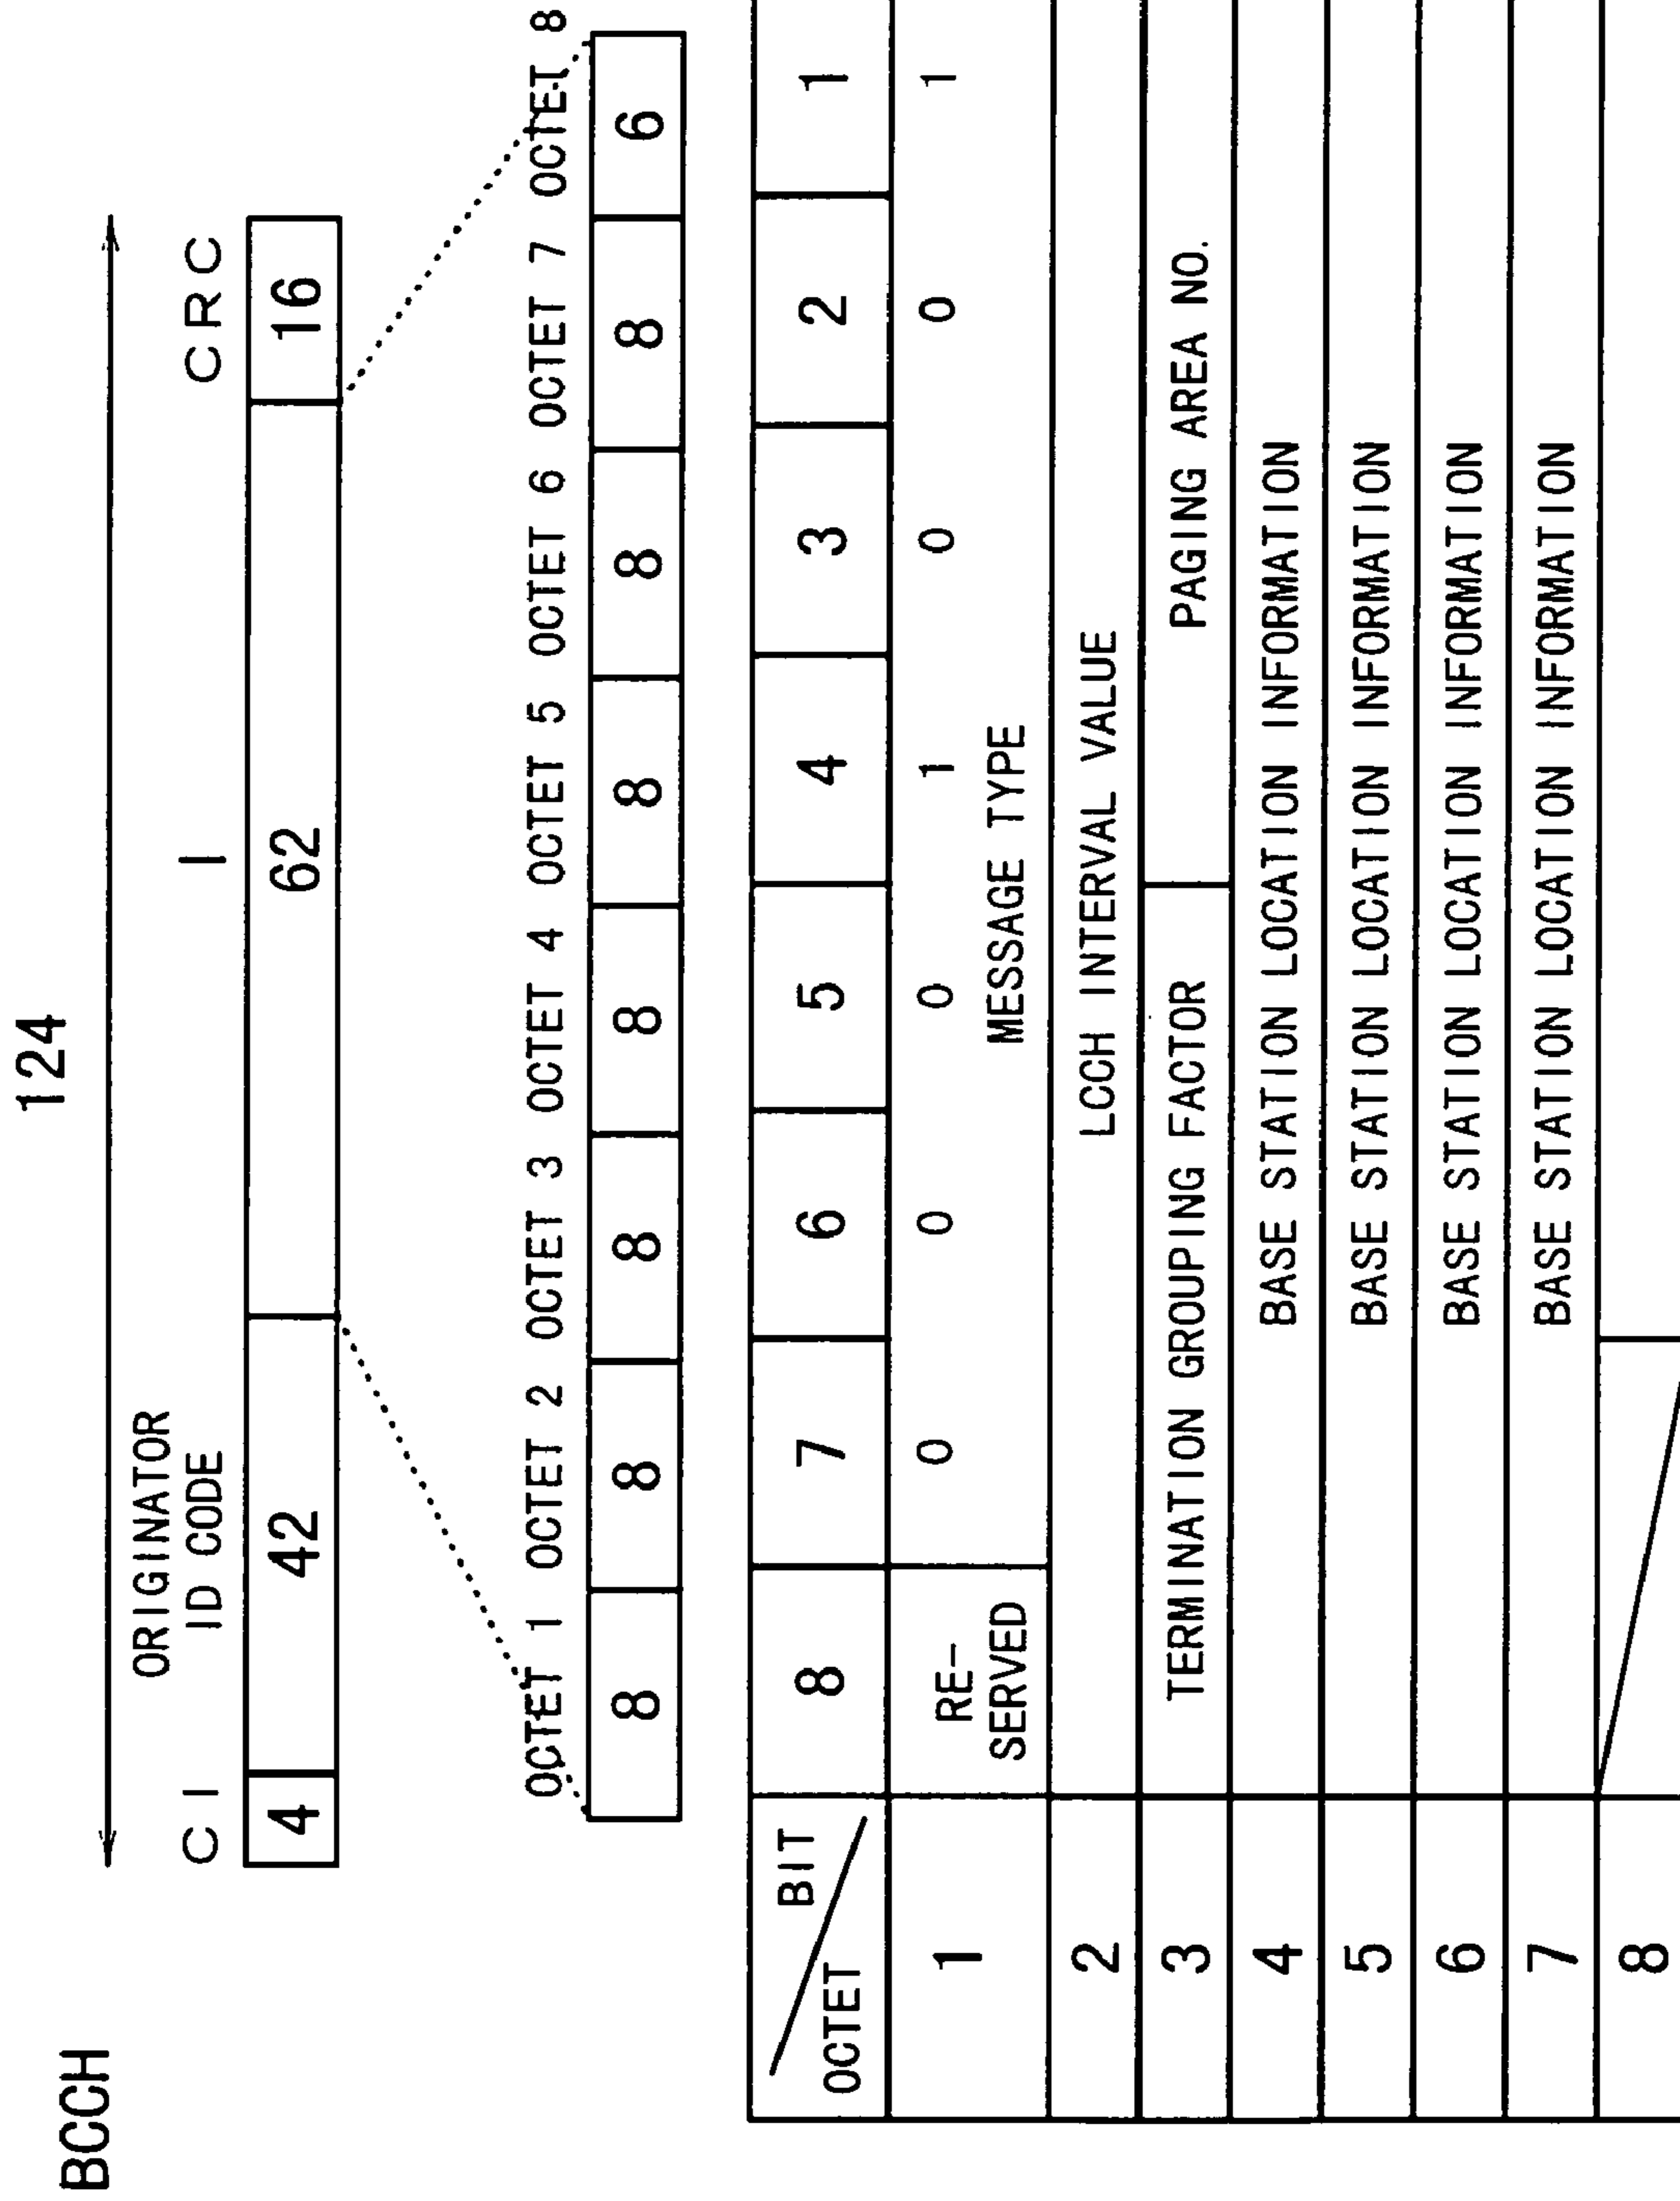 BCCH
124
C I
ORIGINATOR
ID CODE
I
C R C
4 42 62 16
OCTET 1 OCTET 2 OCTET 3 OCTET 4 OCTET 5 OCTET 6 OCTET 7 OCTET 8
8 8 8 8 8 8 8 6
BIT
OCTET
8 7 6 5 4 3 2 1
1 RE- 0 0 0 1 0 0 1
SERVED MESSAGE TYPE
2 LCCH INTERVAL VALUE
3 TERMINATION GROUPING FACTOR PAGING AREA NO.
4 BASE STATION LOCATION INFORMATION
5 BASE STATION LOCATION INFORMATION
6 BASE STATION LOCATION INFORMATION
7 BASE STATION LOCATION INFORMATION
8